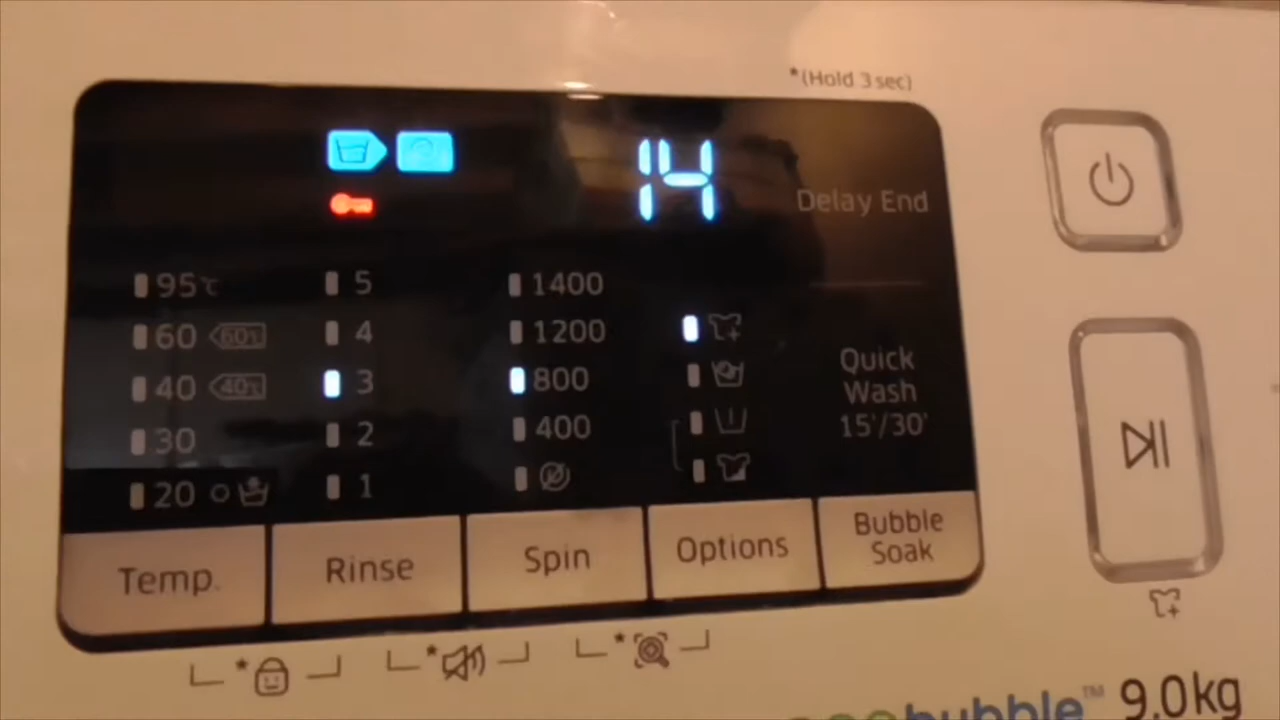 *(Hold 3 sec)
14
Delay End
95℃
60 60℃
40 40℃
30
20
5
4
3
2
1
1400
1200
800
400
Quick
Wash
15'/30'
Temp.
Rinse
Spin
Options
Bubble
Soak
*
*
*
bubble™ 9.0kg